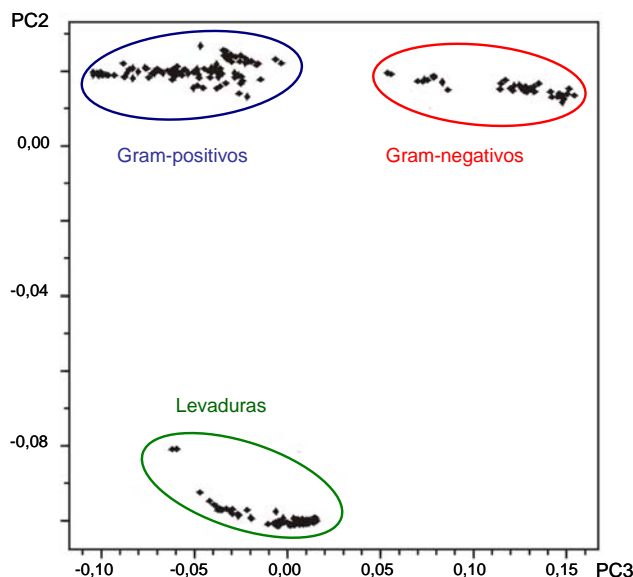 PC2
0,00
Gram-positivos
Gram-negativos
-0,04
Levaduras
-0,08
-0,10 -0,05 0,00 0,05 0,10 0,15 PC3